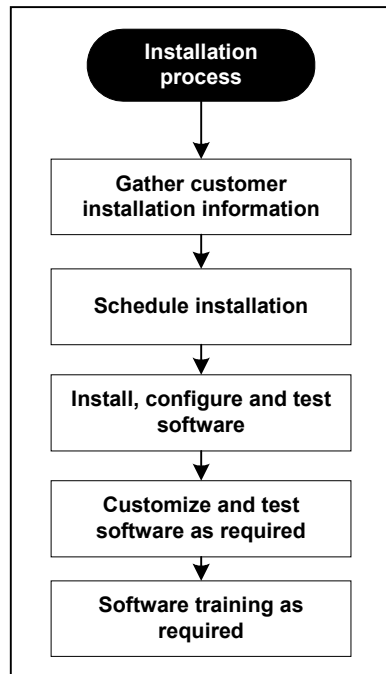 Installation
process
Gather customer
installation information
Schedule installation
Install, configure and test
software
Customize and test
software as required
Software training as
required